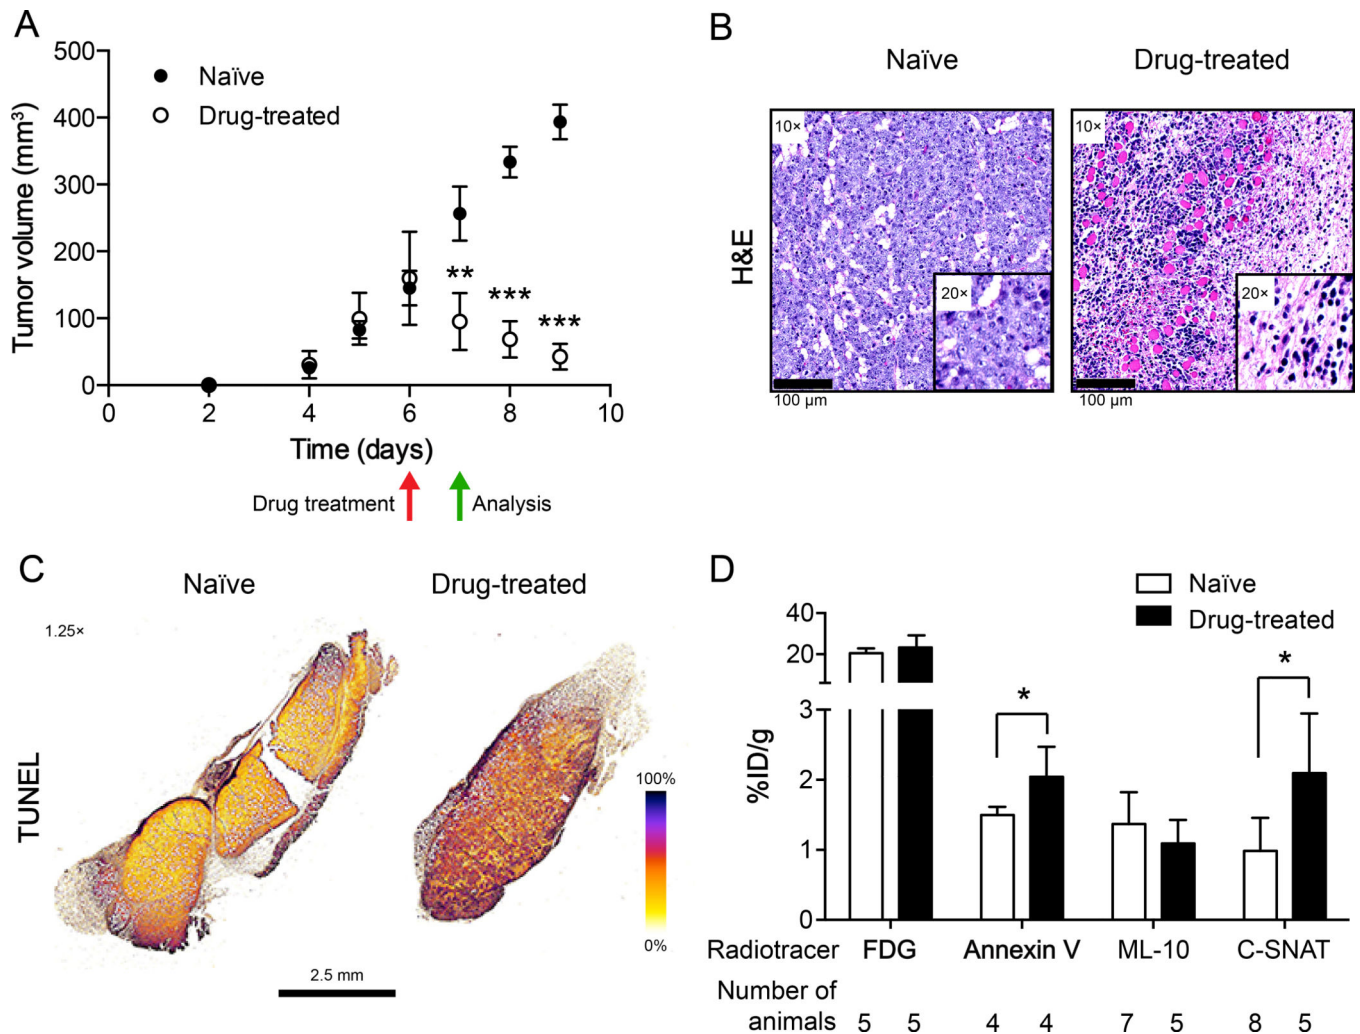 A
500
400
300
200
100
0
Tumor volume (mm³)
Naïve
Drug-treated
**
***
***
0 2 4 6 8 10
Time (days)
Drug treatment
Analysis
B
Naïve Drug-treated
H&E
10×
20×
100 µm
10×
20×
100 µm
C
Naïve Drug-treated
1.25×
TUNEL
100%
0%
2.5 mm
D
Naïve
Drug-treated
40
20
3
2
1
0
%ID/g
*
*
Radiotracer FDG Annexin V ML-10 C-SNAT
Number of
animals 5 5 4 4 7 5 8 5